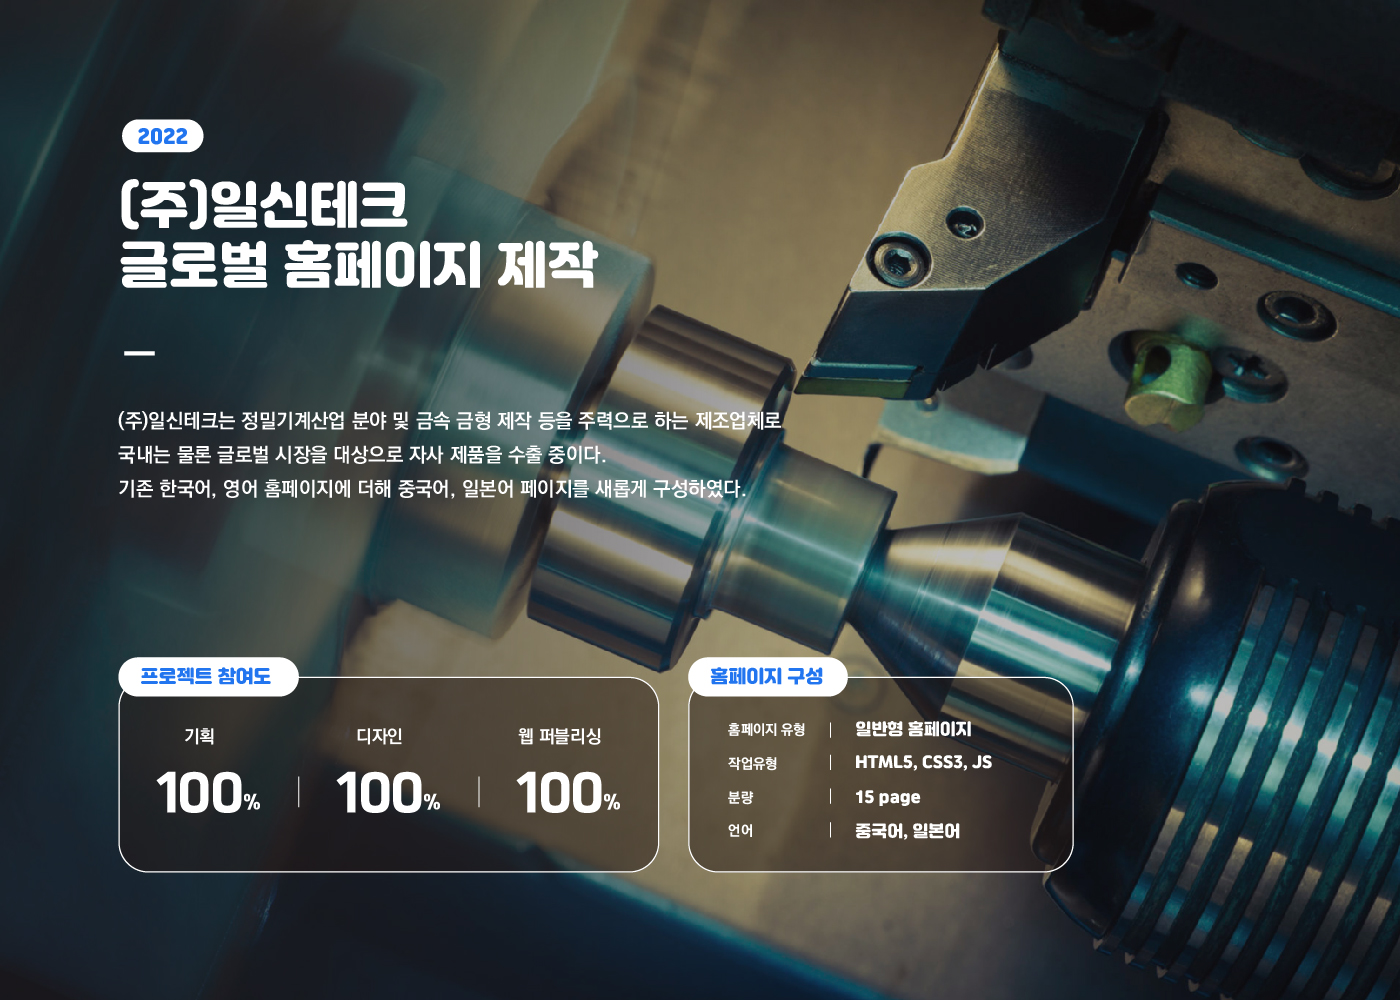 2022
(주)일신테크
글로벌 홈페이지 제작
(주)일신테크는 정밀기계산업 분야 및 금속 금형 제작 등을 주력으로 하는 제조업체로
국내는 물론 글로벌 시장을 대상으로 자사 제품을 수출 중이다.
기존 한국어, 영어 홈페이지에 더해 중국어, 일본어 페이지를 새롭게 구성하였다.
프로젝트 참여도
기획 디자인 웹 퍼블리싱
100% 100% 100%
홈페이지 구성
홈페이지 유형 일반형 홈페이지
작업유형 HTML5, CSS3, JS
분량 15 page
언어 중국어, 일본어